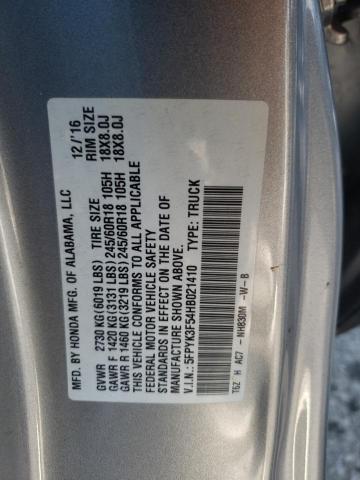 MFD. BY HONDA MFG. OF ALABAMA, LLC 12/'16
GVWR 2730 KG (6019 LBS) TIRE SIZE RIM SIZE
GAWR F 1420 KG (3131 LBS) 245/60R18 105H 18X8.0J
GAWR R 1460 KG (3219 LBS) 245/60R18 105H 18X8.0J
THIS VEHICLE CONFORMS TO ALL APPLICABLE
FEDERAL MOTOR VEHICLE SAFETY
STANDARDS IN EFFECT ON THE DATE OF
MANUFACTURE SHOWN ABOVE.
V.I.N.: 5FPYK3F54HB021410 TYPE: TRUCK
T6Z H AC7 - NH830M -W-B